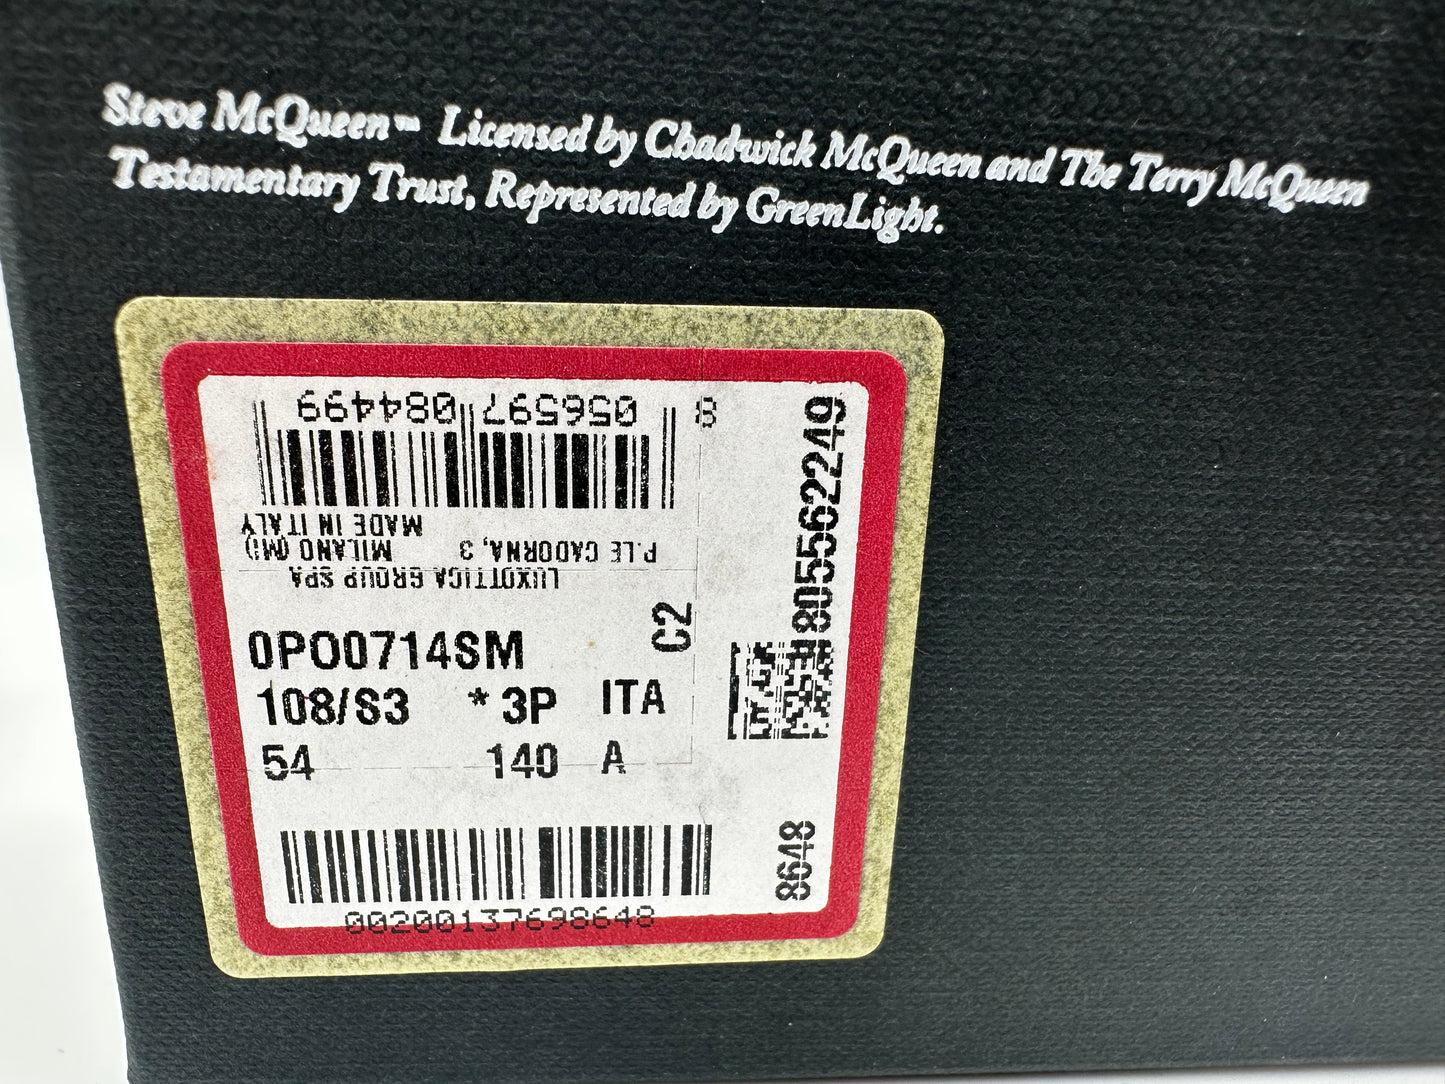 Steve McQueen™ Licensed by Chadwick McQueen and The Terry McQueen
Testamentary Trust, Represented by GreenLight.
8 056597 084499
MADE IN ITALY
P.LE CADORNA, 3 MILANO (MI)
LUXOTTICA GROUP SPA
0PO0714SM
C2
108/S3 * 3P ITA
54 140 A
00200137698648
805562249
8648